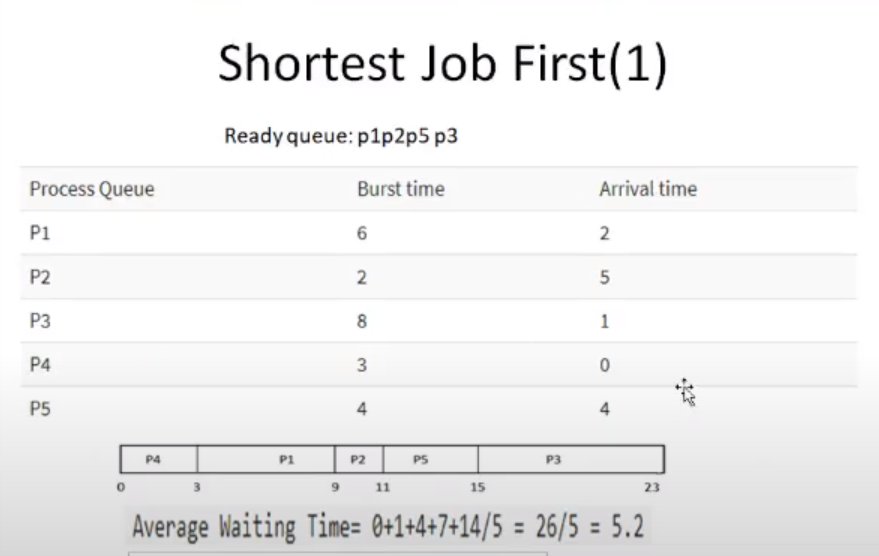 Shortest Job First(1)
Ready queue: p1p2p5 p3
Process Queue Burst time Arrival time
P1 6 2
P2 2 5
P3 8 1
P4 3 0
P5 4 4
P4 P1 P2 P5 P3
0 3 9 11 15 23
Average Waiting Time= 0+1+4+7+14/5 = 26/5 = 5.2